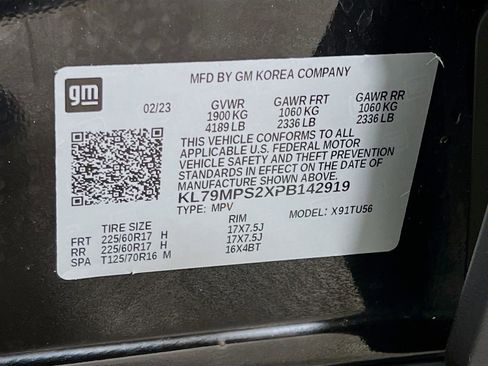 gm
MFD BY GM KOREA COMPANY
02/23 GVWR GAWR FRT GAWR RR
1900 KG 1060 KG 1060 KG
4189 LB 2336 LB 2336 LB
THIS VEHICLE CONFORMS TO ALL
APPLICABLE U.S. FEDERAL MOTOR
VEHICLE SAFETY AND THEFT PREVENTION
STANDARDS IN EFFECT ON THE DATE OF
MANUFACTURE SHOWN ABOVE.
KL79MPS2XPB142919
TYPE: MPV MODEL: X91TU56
TIRE SIZE RIM
FRT 225/60R17 H 17X7.5J
RR 225/60R17 H 17X7.5J
SPA T125/70R16 M 16X4BT